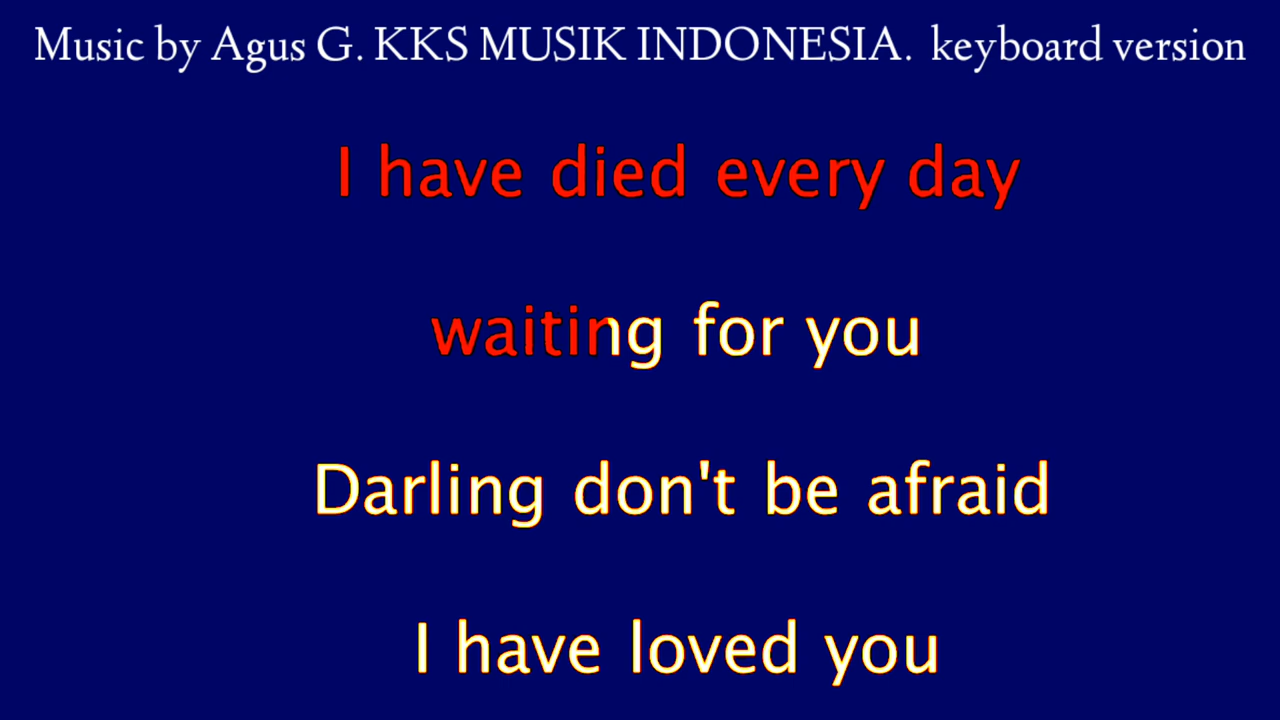 Music by Agus G. KKS MUSIK INDONESIA. keyboard version
I have died every day
waiting for you
Darling don't be afraid
I have loved you